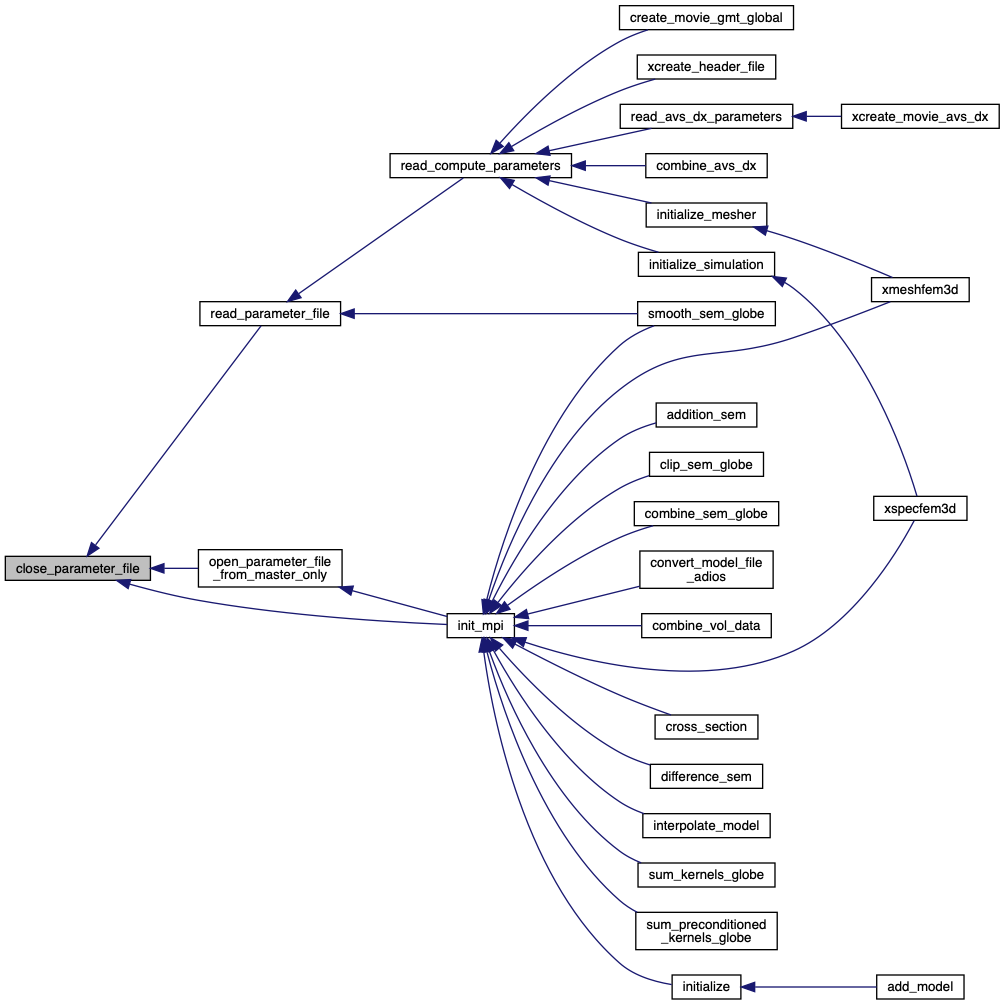 create_movie_gmt_global
xcreate_header_file
read_avs_dx_parameters
xcreate_movie_avs_dx
read_compute_parameters
combine_avs_dx
initialize_mesher
initialize_simulation
xmeshfem3d
read_parameter_file
smooth_sem_globe
addition_sem
clip_sem_globe
combine_sem_globe
xspecfem3d
close_parameter_file
open_parameter_file
_from_master_only
convert_model_file
_adios
init_mpi
combine_vol_data
cross_section
difference_sem
interpolate_model
sum_kernels_globe
sum_preconditioned
_kernels_globe
initialize
add_model